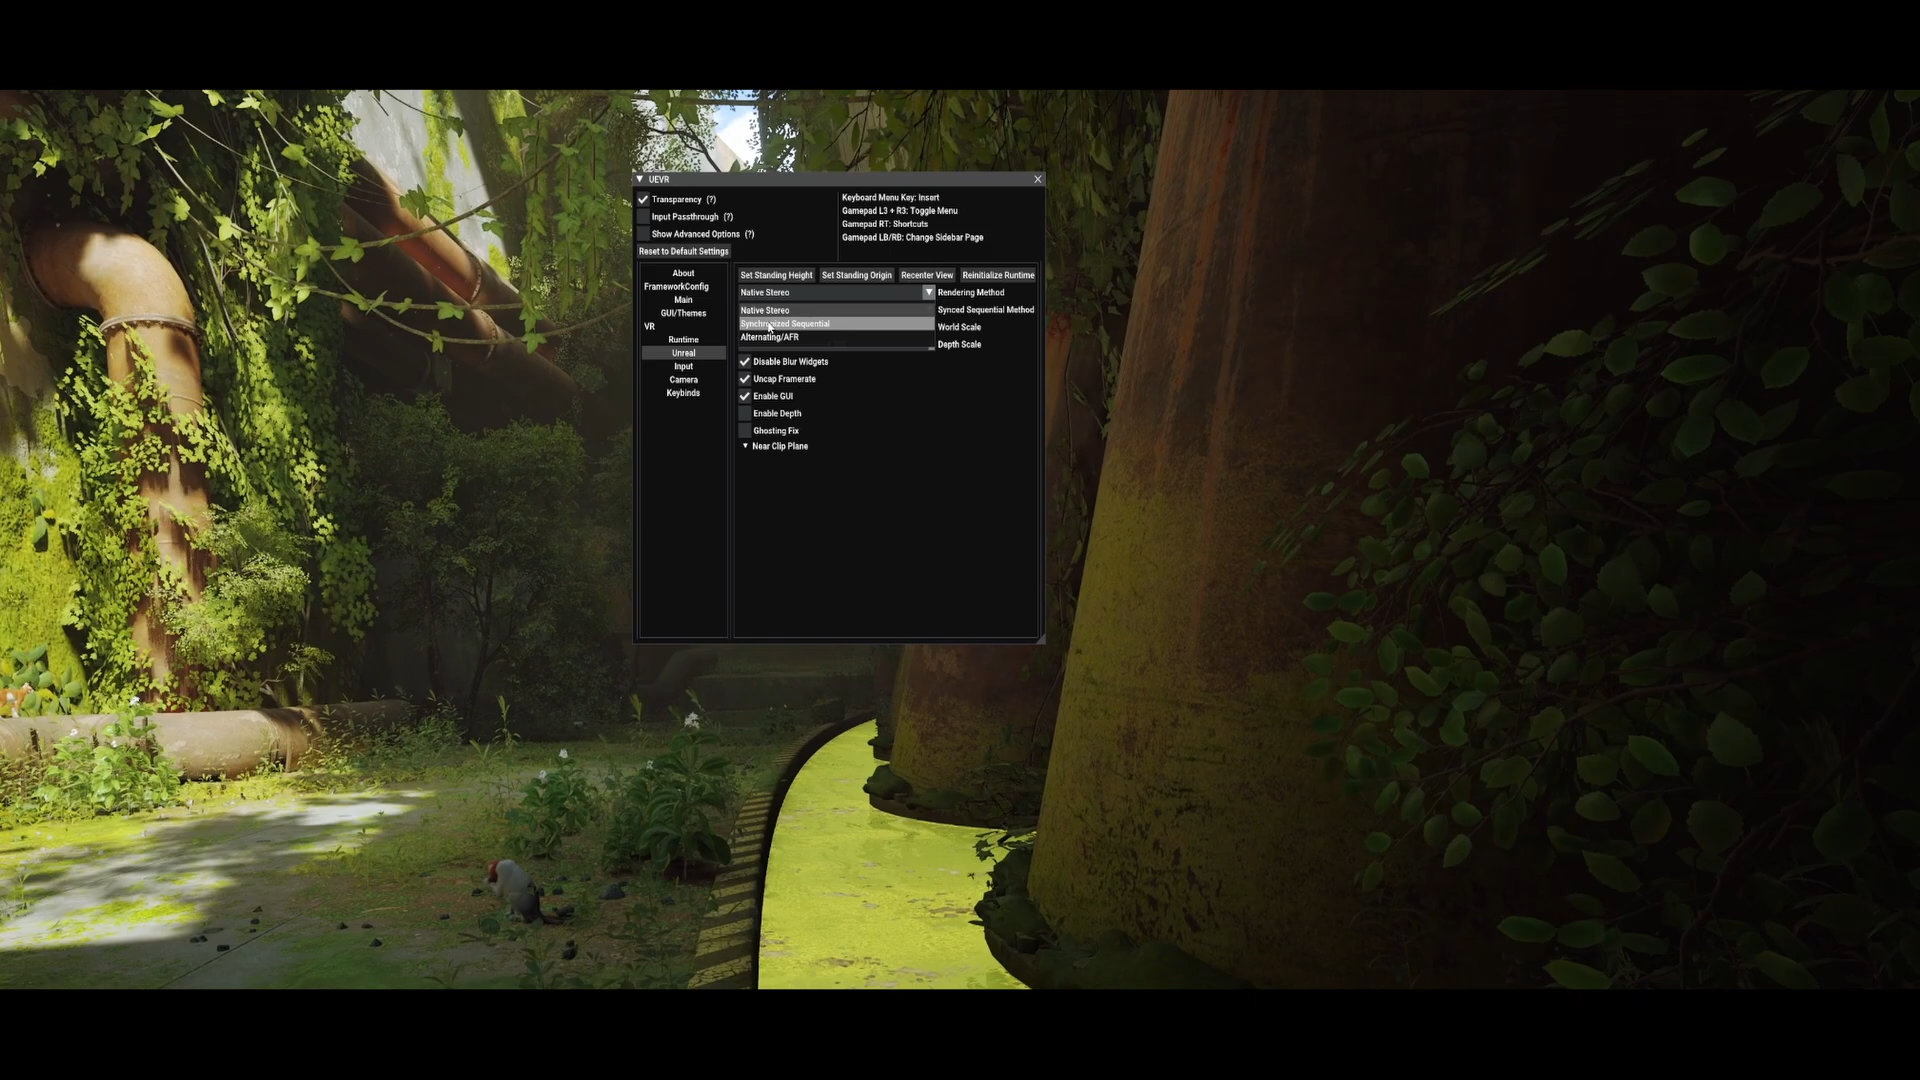 UEVR
Transparency (?)
Input Passthrough (?)
Show Advanced Options (?)
Reset to Default Settings
Keyboard Menu Key: Insert
Gamepad L3 + R3: Toggle Menu
Gamepad RT: Shortcuts
Gamepad LB/RB: Change Sidebar Page
About
FrameworkConfig
Main
GUI/Themes
VR
Runtime
Unreal
Input
Camera
Keybinds
Set Standing Height Set Standing Origin Recenter View Reinitialize Runtime
Native Stereo Rendering Method
Native Stereo Synced Sequential Method
Synchronized Sequential World Scale
Alternating/AFR Depth Scale
Disable Blur Widgets
Uncap Framerate
Enable GUI
Enable Depth
Ghosting Fix
Near Clip Plane